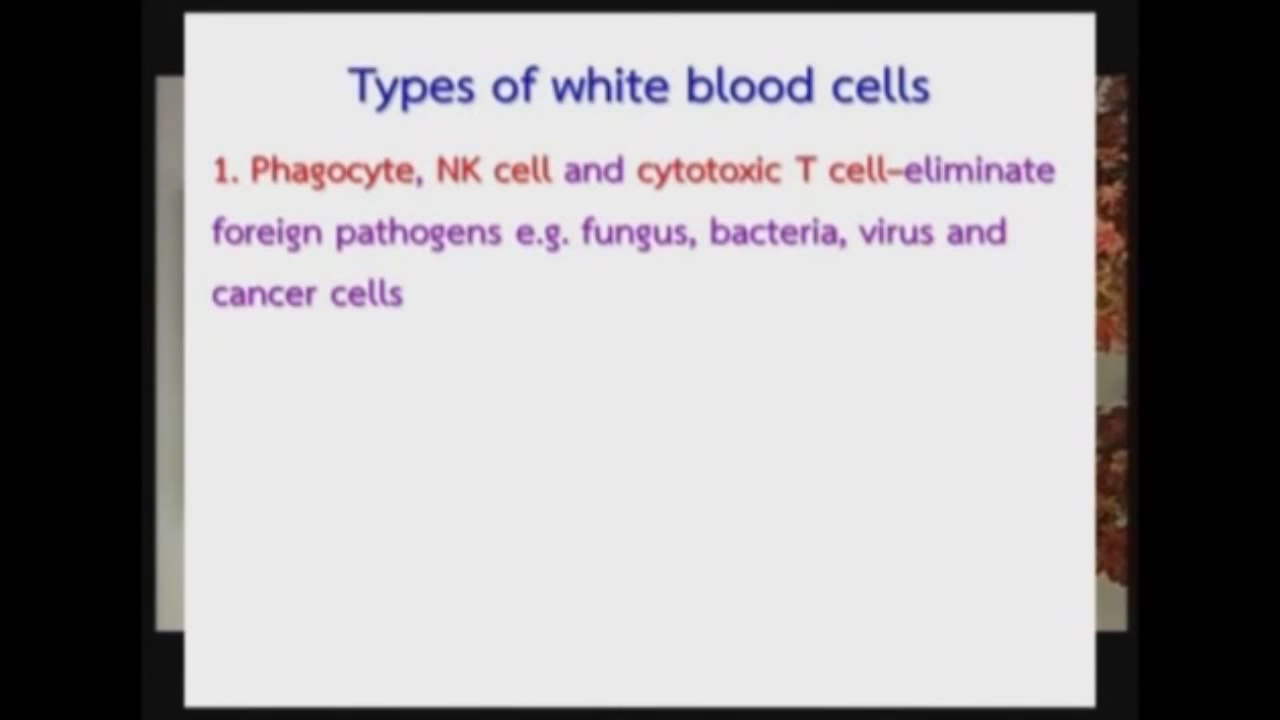 Types of white blood cells
1. Phagocyte, NK cell and cytotoxic T cell–eliminate
foreign pathogens e.g. fungus, bacteria, virus and
cancer cells